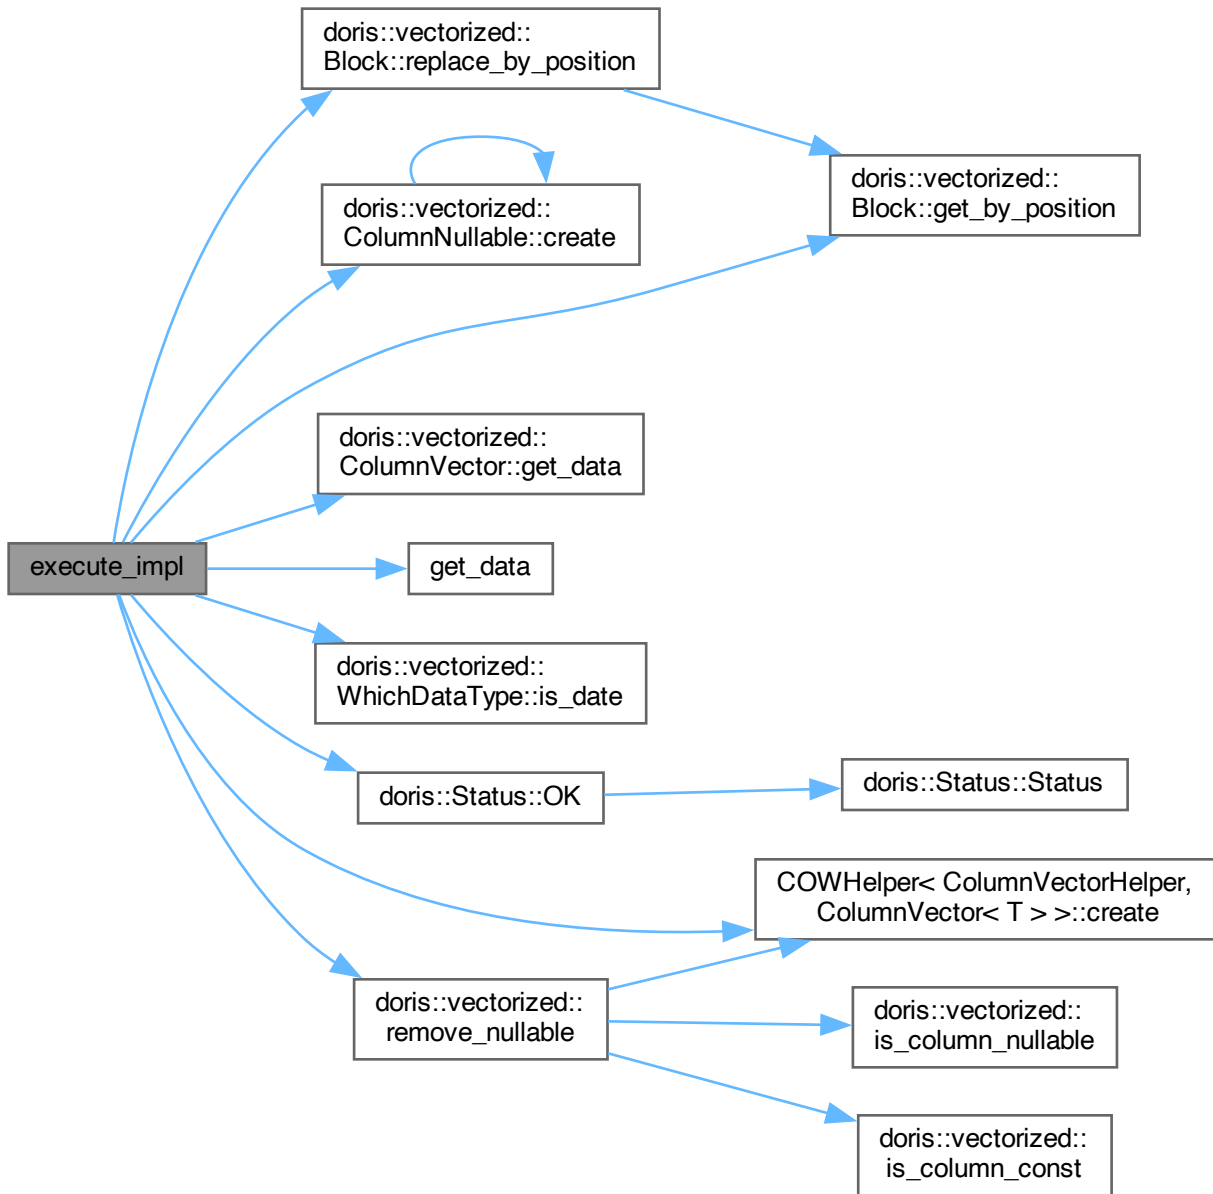 doris::vectorized::
Block::replace_by_position
doris::vectorized::
ColumnNullable::create
doris::vectorized::
Block::get_by_position
doris::vectorized::
ColumnVector::get_data
execute_impl
get_data
doris::vectorized::
WhichDataType::is_date
doris::Status::OK
doris::Status::Status
COWHelper< ColumnVectorHelper,
ColumnVector< T > >::create
doris::vectorized::
remove_nullable
doris::vectorized::
is_column_nullable
doris::vectorized::
is_column_const